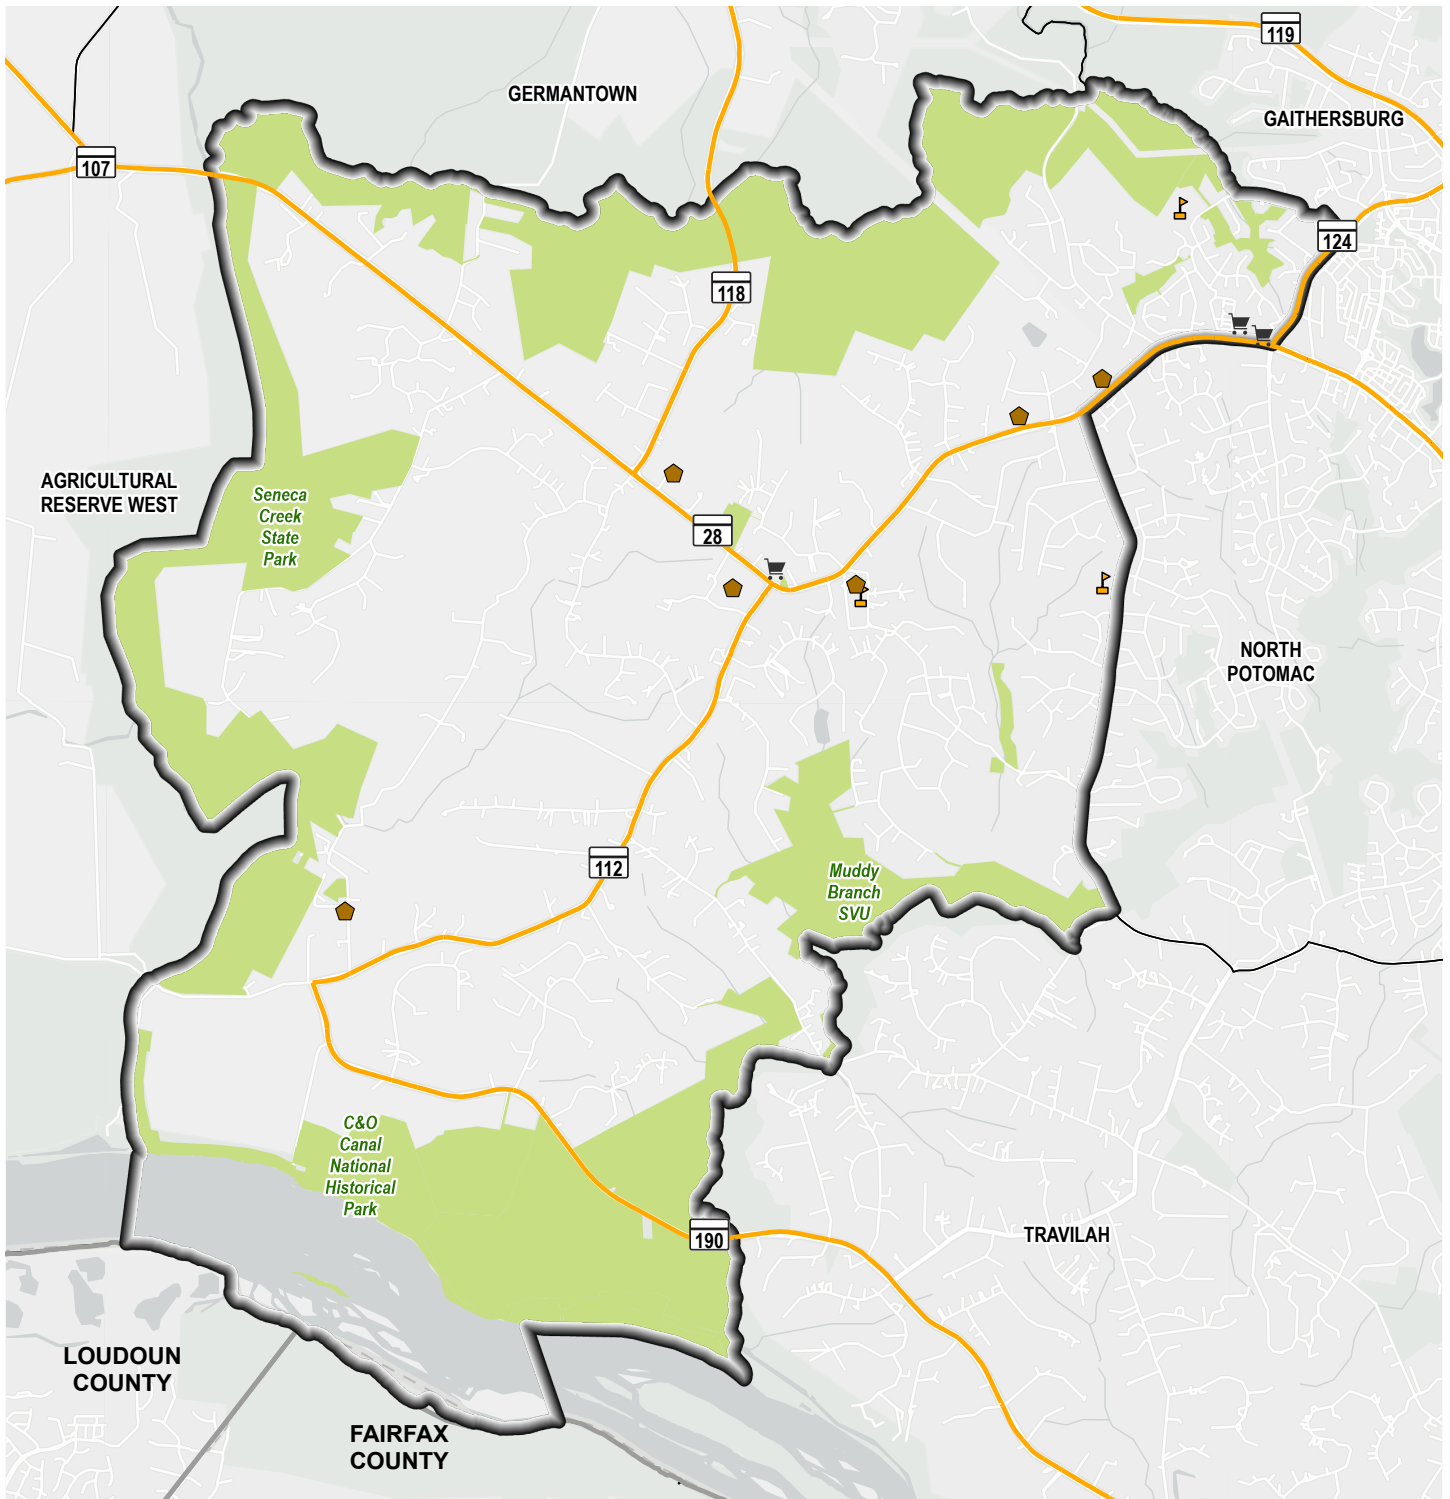 119
GERMANTOWN
GAITHERSBURG
107
124
118
AGRICULTURAL
RESERVE WEST
Seneca
Creek
State
Park
28
NORTH
POTOMAC
112
Muddy
Branch
SVU
C&O
Canal
National
Historical
Park
190
TRAVILAH
LOUDOUN
COUNTY
FAIRFAX
COUNTY